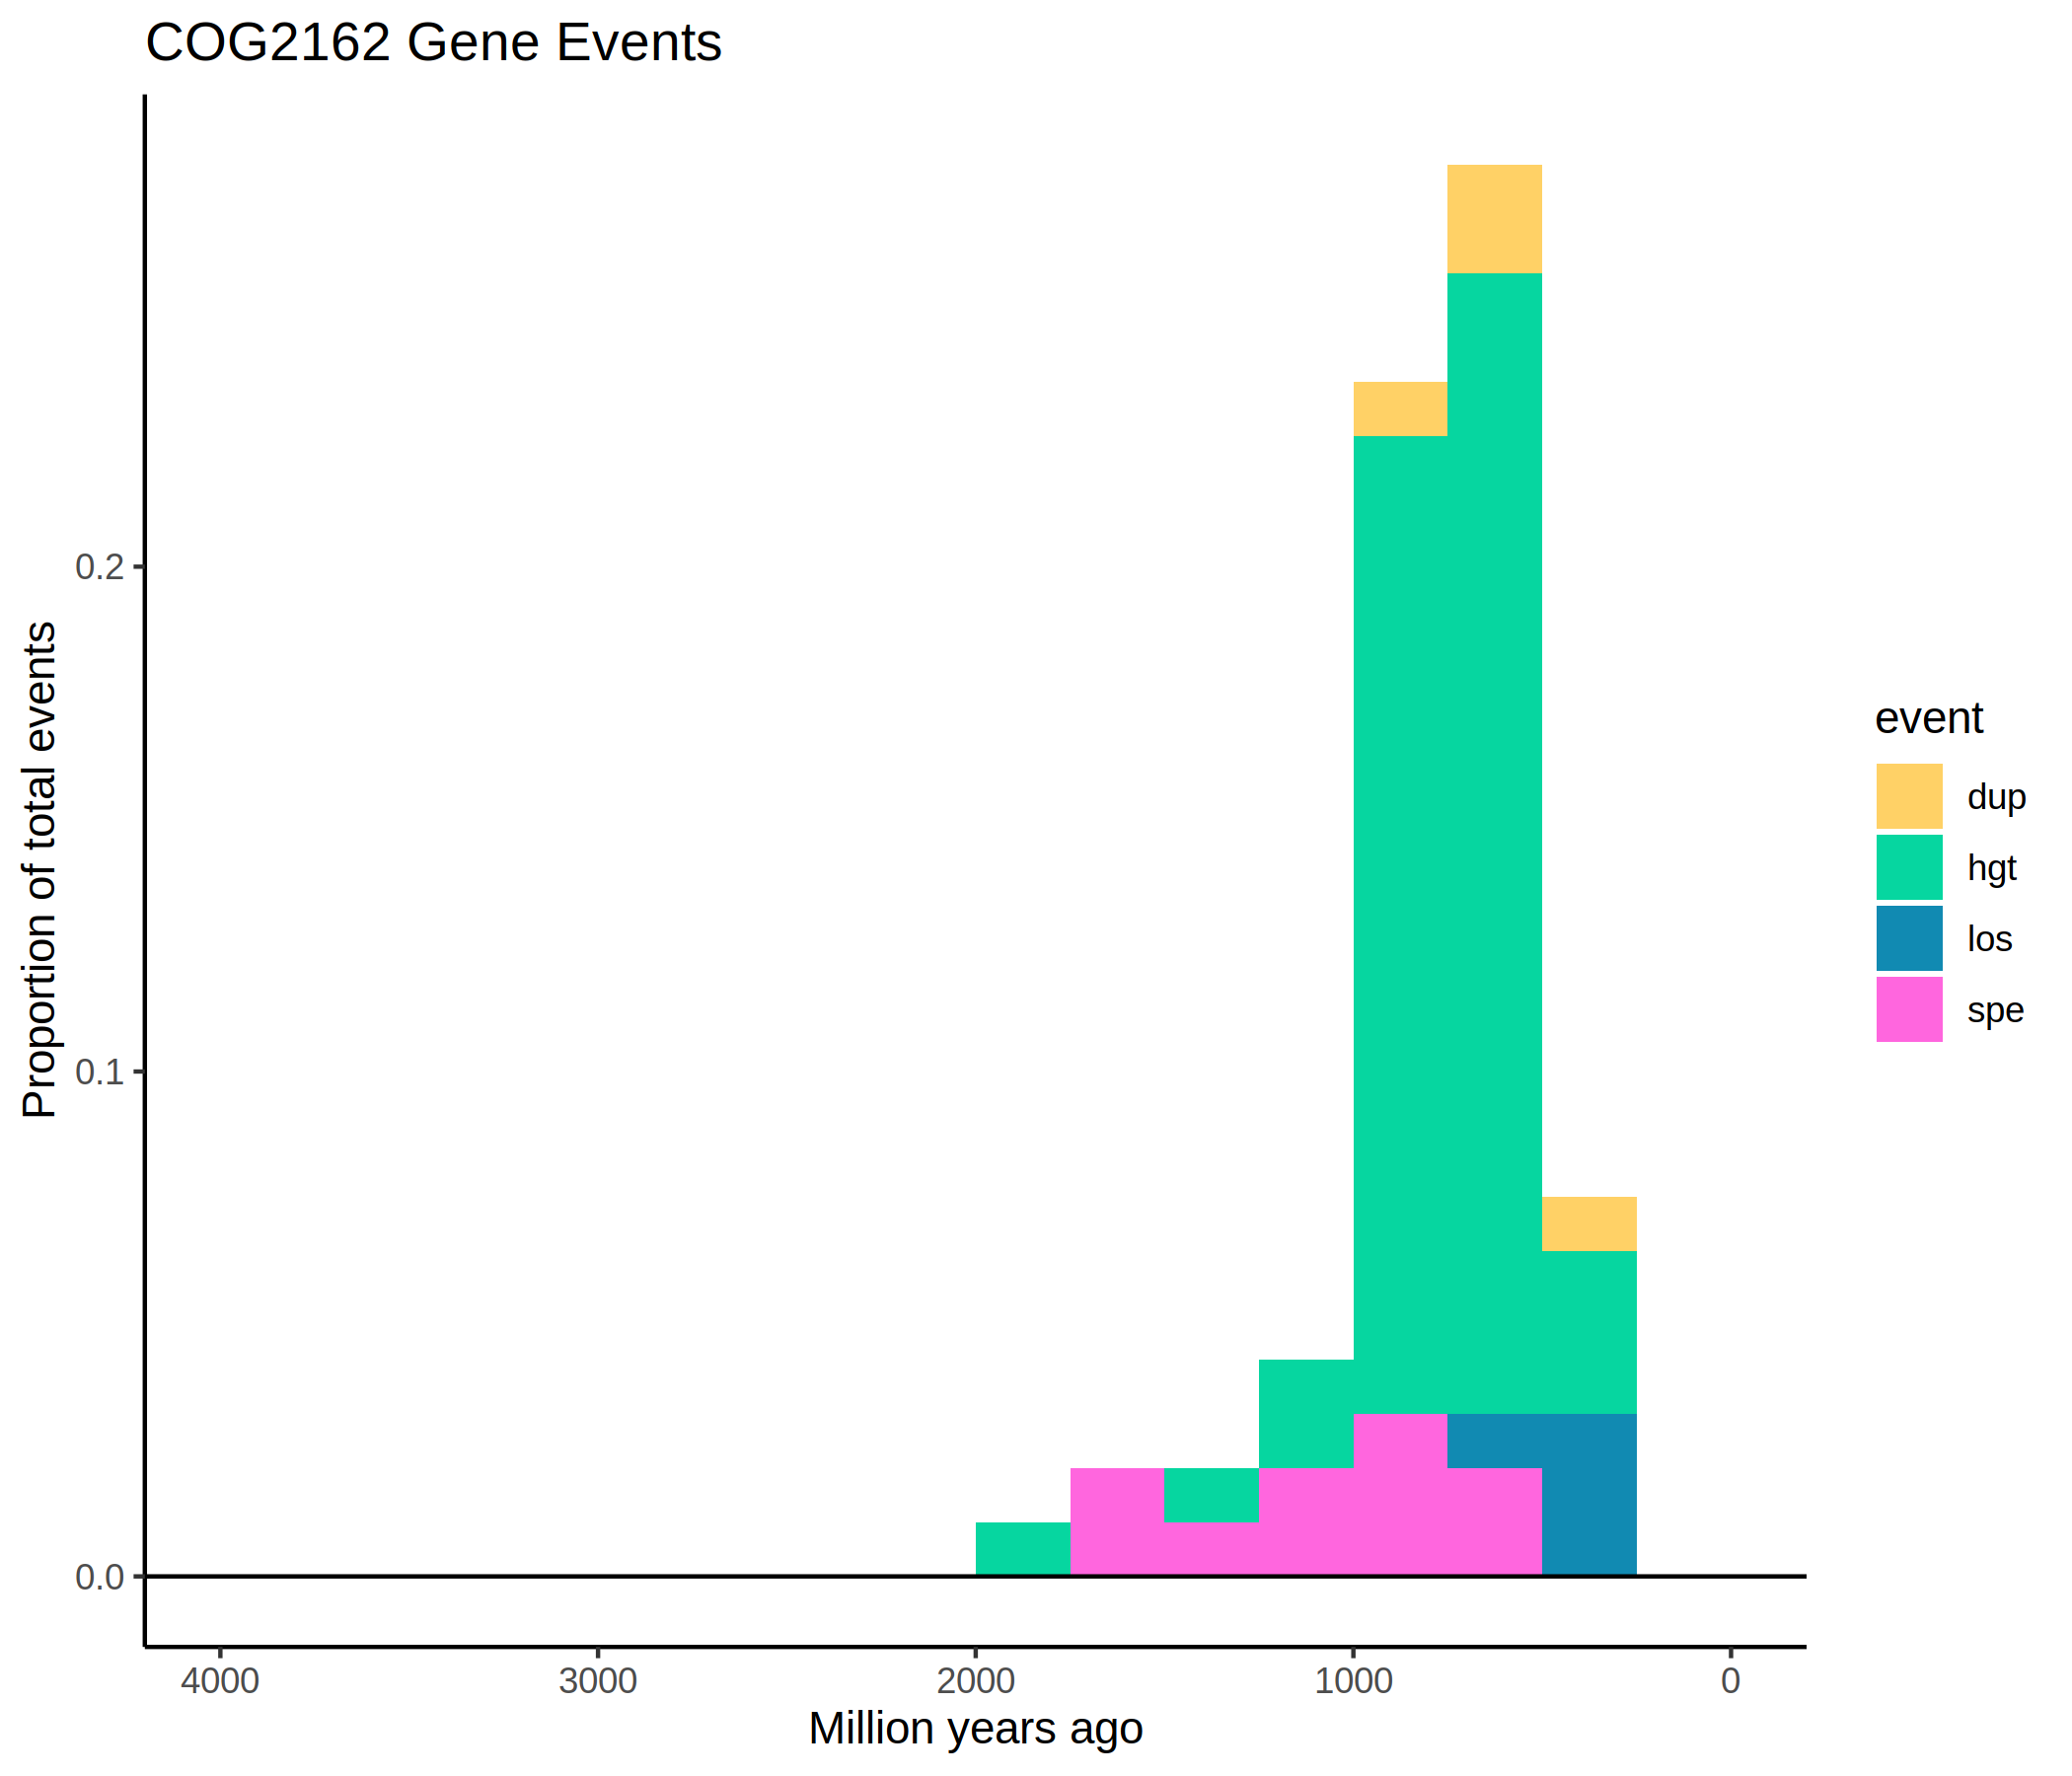 COG2162 Gene Events
Proportion of total events
0.2
0.1
0.0
4000 3000 2000 1000 0
Million years ago
event
dup
hgt
los
spe